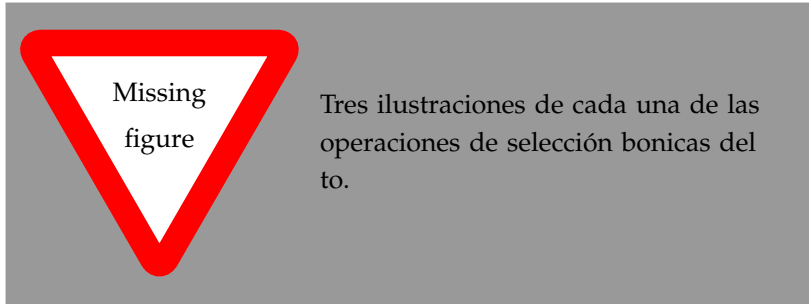 Missing
figure
Tres ilustraciones de cada una de las
operaciones de selección bonicas del
to.